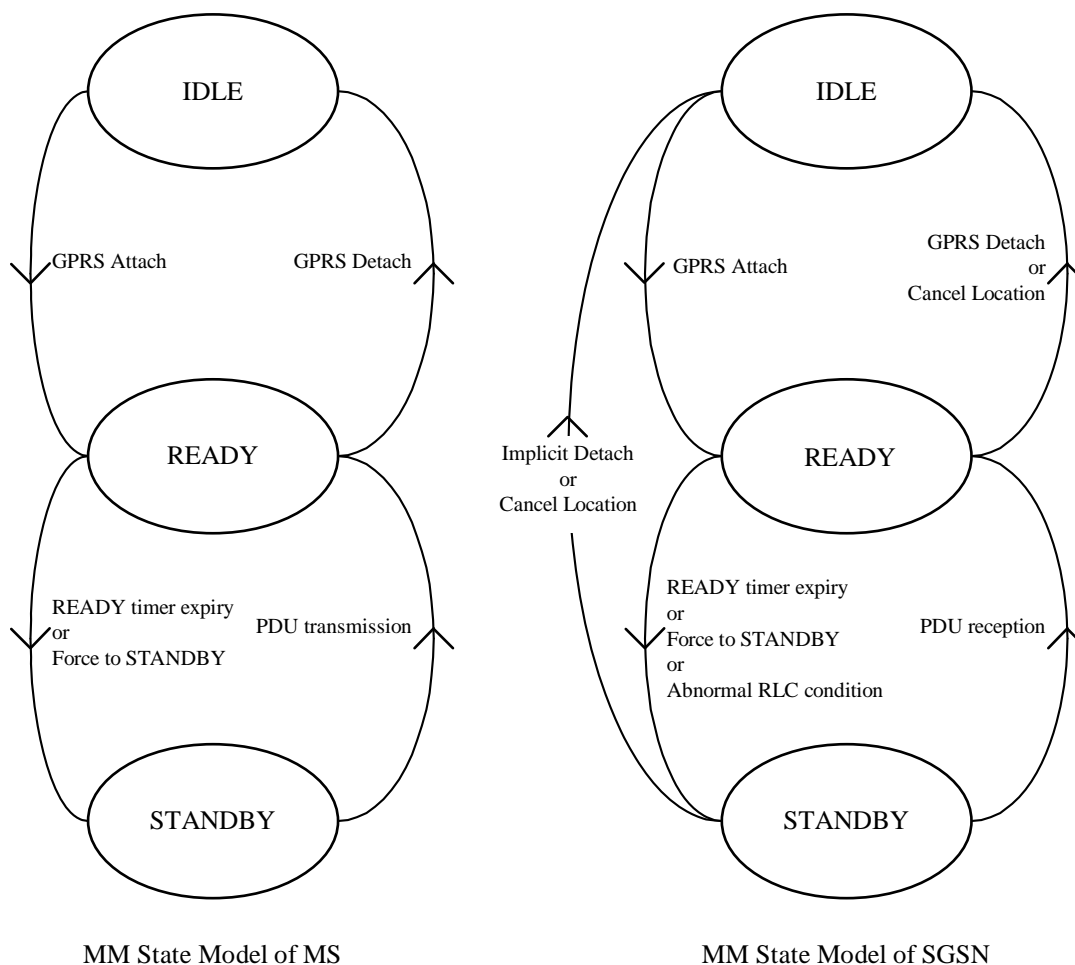 IDLE
GPRS Attach
GPRS Detach
READY
READY timer expiry
or
Force to STANDBY
PDU transmission
STANDBY
MM State Model of MS
IDLE
GPRS Attach
GPRS Detach
or
Cancel Location
Implicit Detach
or
Cancel Location
READY
READY timer expiry
or
Force to STANDBY
or
Abnormal RLC condition
PDU reception
STANDBY
MM State Model of SGSN